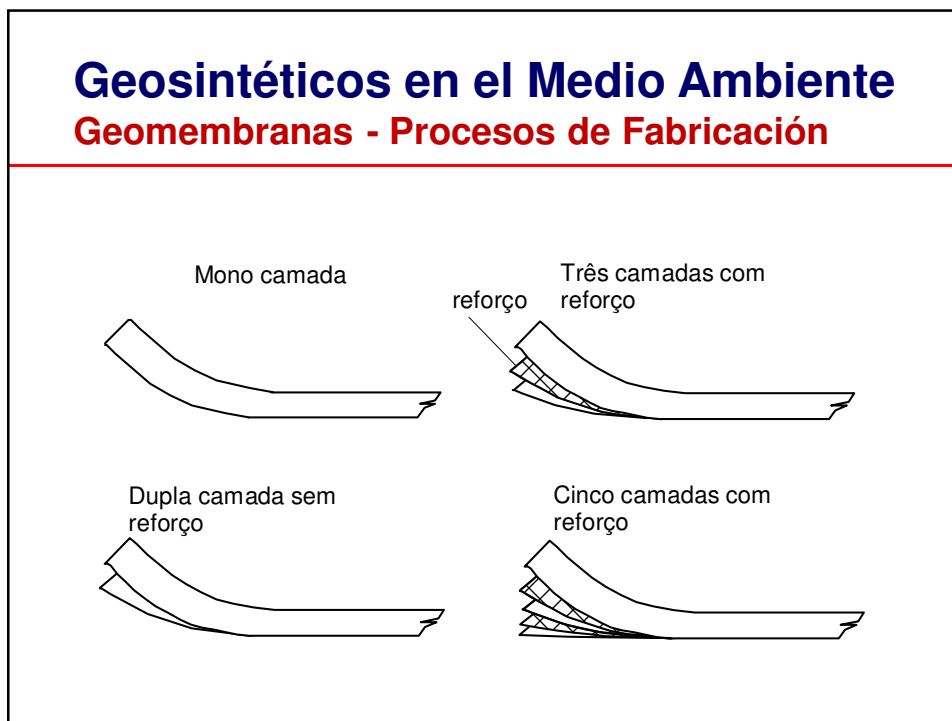 Geosintéticos en el Medio Ambiente
Geomembranas - Procesos de Fabricación
Mono camada
reforço
Três camadas com
reforço
Dupla camada sem
reforço
Cinco camadas com
reforço